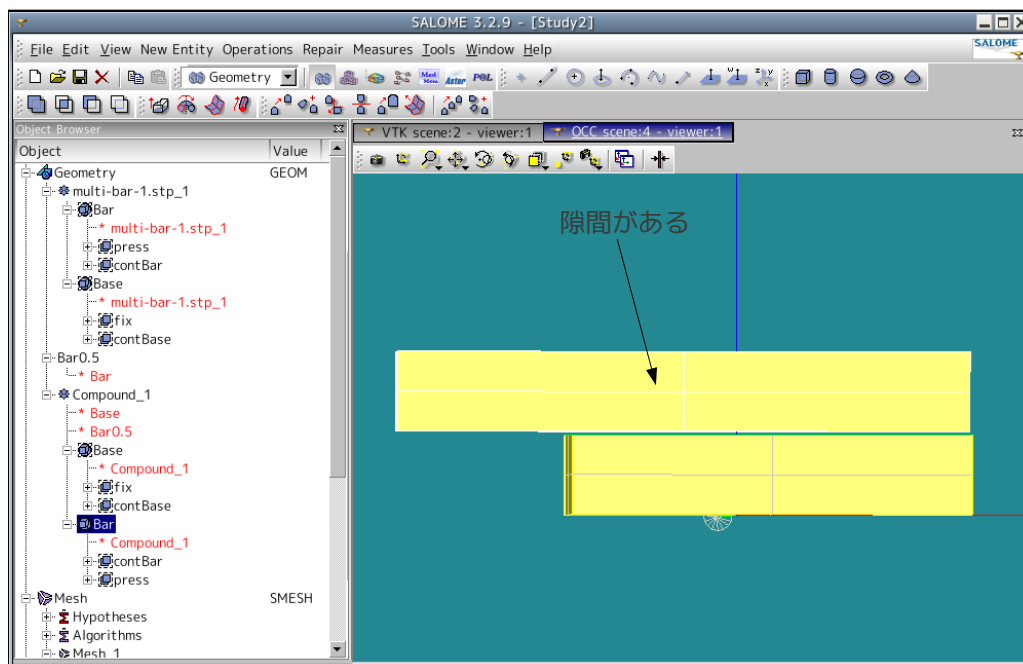 SALOME 3.2.9 - [Study2]
File Edit View New Entity Operations Repair Measures Tools Window Help
SALOME
Geometry
Aster
POL
Object Browser
VTK scene:2 - viewer:1
OCC scene:4 - viewer:1
Object Value
Geometry GEOM
multi-bar-1.stp_1
Bar
* multi-bar-1.stp_1
press
contBar
Base
* multi-bar-1.stp_1
fix
contBase
Bar0.5
* Bar
Compound_1
* Base
* Bar0.5
Base
* Compound_1
fix
contBase
Bar
* Compound_1
contBar
press
Mesh SMESH
Hypotheses
Algorithms
Mesh_1
隙間がある